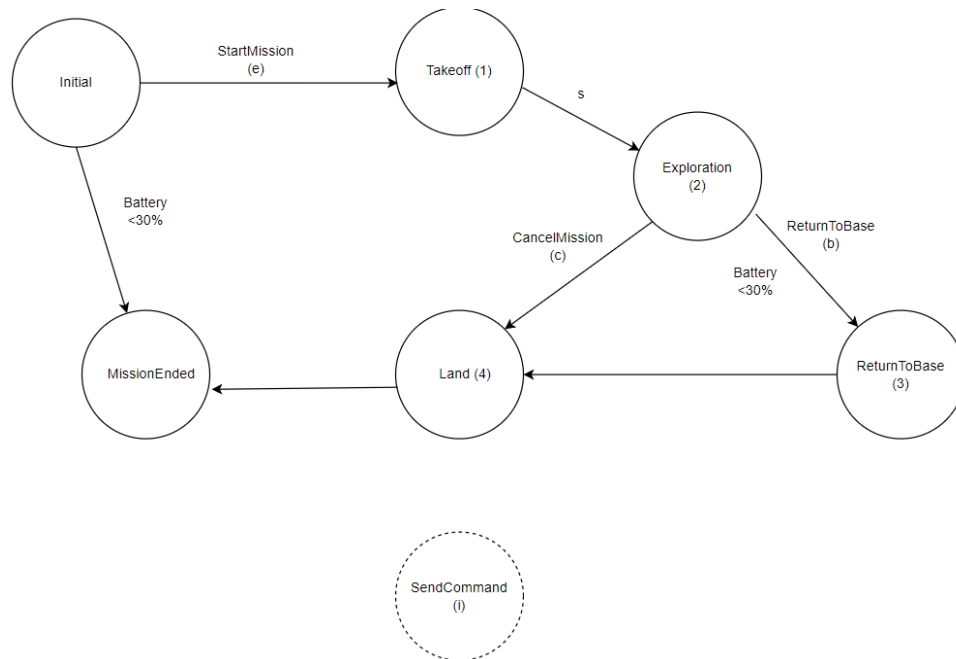 StartMission
(e)
Takeoff (1)
Initial
s
Exploration
(2)
Battery
<30%
CancelMission
(c)
ReturnToBase
(b)
Battery
<30%
MissionEnded
Land (4)
ReturnToBase
(3)
SendCommand
(i)